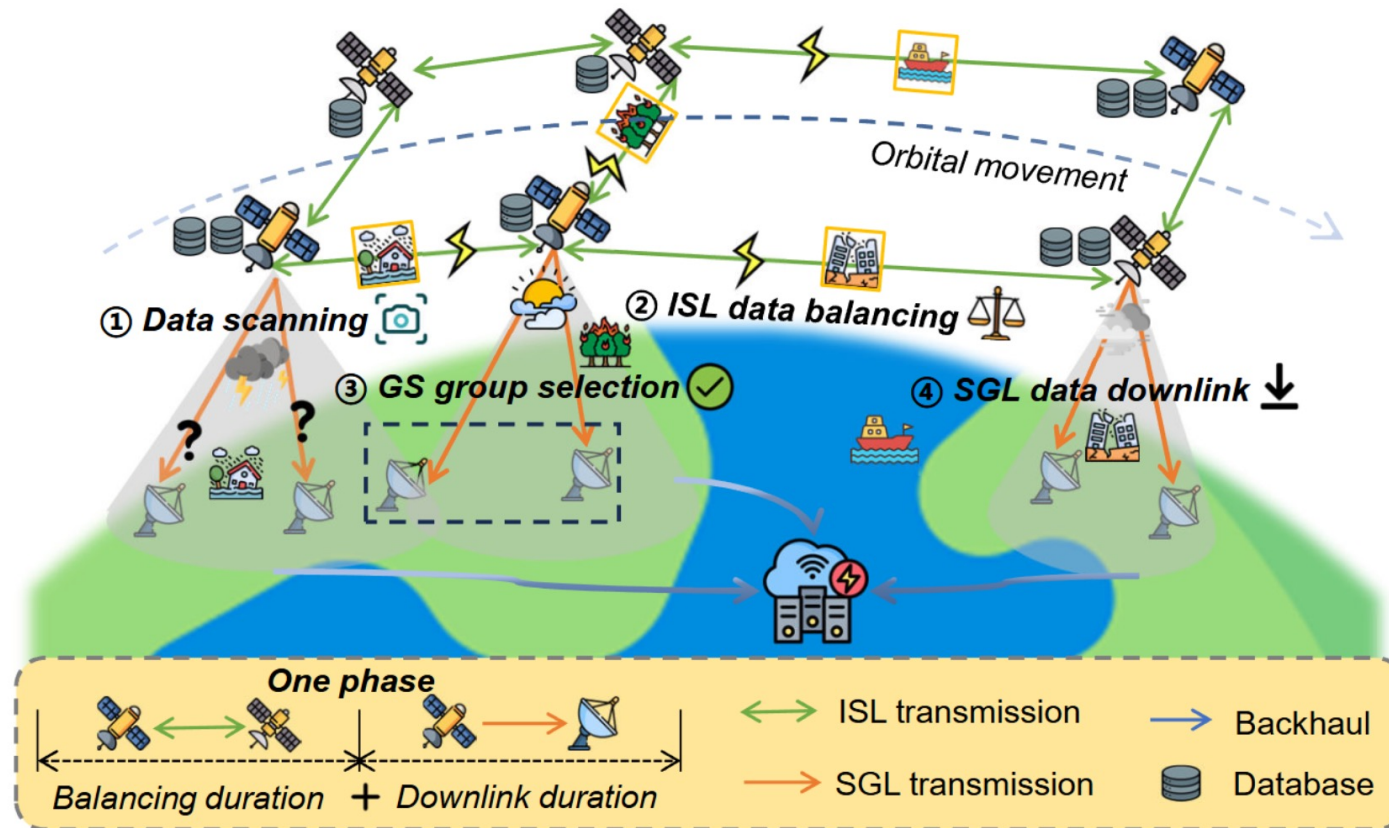 Orbital movement
① Data scanning
② ISL data balancing
③ GS group selection
④ SGL data downlink
? ?
One phase
Balancing duration + Downlink duration
ISL transmission
SGL transmission
Backhaul
Database